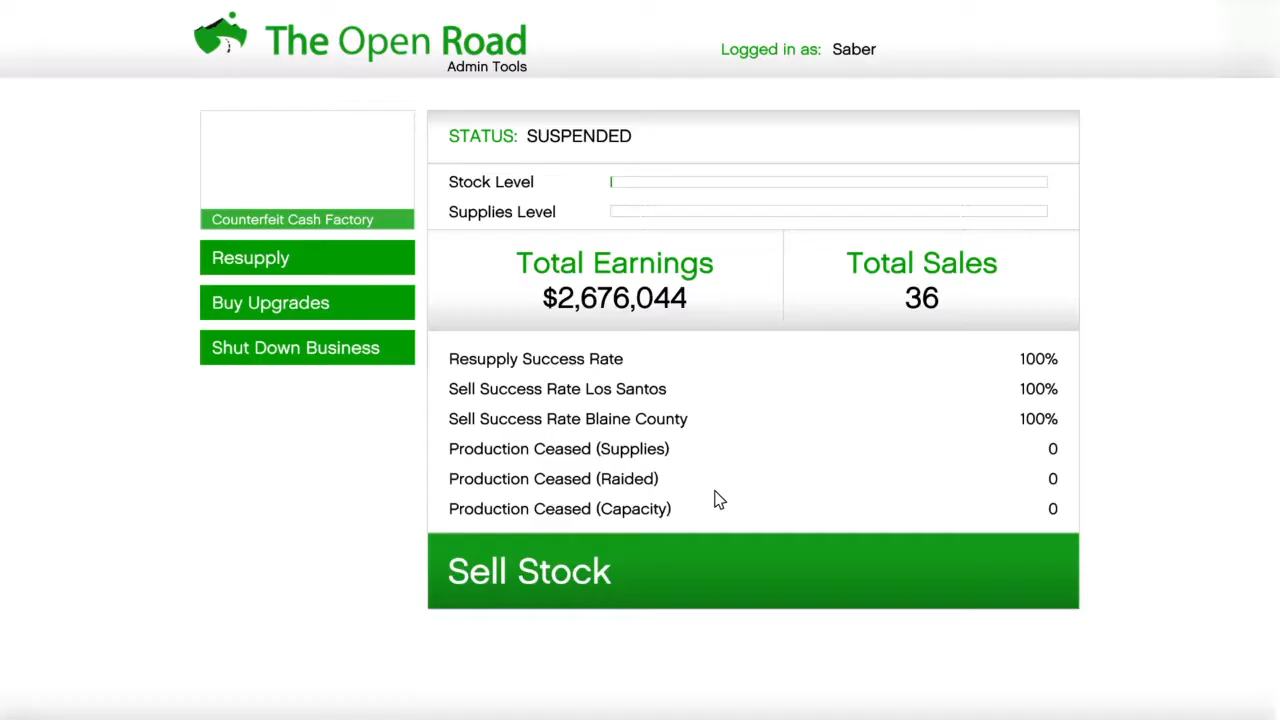 The Open Road
Admin Tools
Logged in as: Saber
Counterfeit Cash Factory
Resupply
Buy Upgrades
Shut Down Business
STATUS: SUSPENDED
Stock Level
Supplies Level
Total Earnings
$2,676,044
Total Sales
36
Resupply Success Rate 100%
Sell Success Rate Los Santos 100%
Sell Success Rate Blaine County 100%
Production Ceased (Supplies) 0
Production Ceased (Raided) 0
Production Ceased (Capacity) 0
Sell Stock